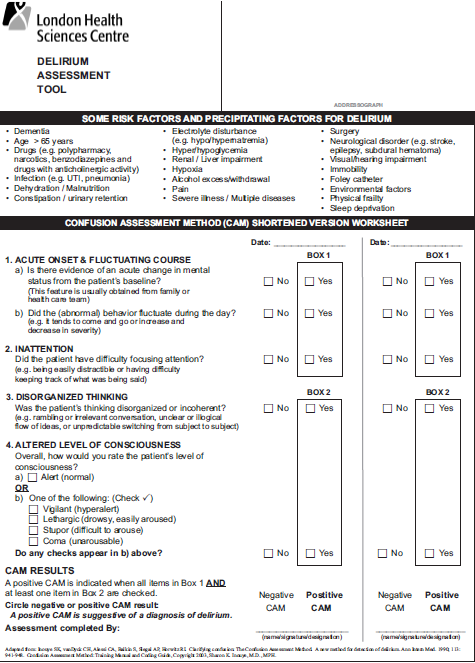 London Health
Sciences Centre
DELIRIUM
ASSESSMENT
TOOL
ADDRESSOGRAPH
SOME RISK FACTORS AND PRECIPITATING FACTORS FOR DELIRIUM
• Dementia
• Age > 65 years
• Drugs (e.g. polypharmacy,
narcotics, benzodiazepines and
drugs with anticholinergic activity)
• Infection (e.g. UTI, pneumonia)
• Dehydration / Malnutrition
• Constipation / urinary retention
• Electrolyte disturbance
(e.g. hypo/hypernatremia)
• Hyper/hypoglycemia
• Renal / Liver impairment
• Hypoxia
• Alcohol excess/withdrawal
• Pain
• Severe illness / Multiple diseases
• Surgery
• Neurological disorder (e.g. stroke,
epilepsy, subdural hematoma)
• Visual/hearing impairment
• Immobility
• Foley catheter
• Environmental factors
• Physical frailty
• Sleep deprivation
CONFUSION ASSESSMENT METHOD (CAM) SHORTENED VERSION WORKSHEET
Date: Date:
BOX 1 BOX 1
1. ACUTE ONSET & FLUCTUATING COURSE
a) Is there evidence of an acute change in mental
status from the patient's baseline? No Yes No Yes
(This feature is usually obtained from family or
health care team)
b) Did the (abnormal) behavior fluctuate during the day? No Yes No Yes
(e.g. it tends to come and go or increase and
decrease in severity)
2. INATTENTION
Did the patient have difficulty focusing attention? No Yes No Yes
(e.g. being easily distractible or having difficulty
keeping track of what was being said)
3. DISORGANIZED THINKING BOX 2 BOX 2
Was the patient's thinking disorganized or incoherent? No Yes No Yes
(e.g. rambling or irrelevant conversation, unclear or illogical
flow of ideas, or unpredictable switching from subject to subject)
4. ALTERED LEVEL OF CONSCIOUSNESS
Overall, how would you rate the patient's level of
consciousness?
a) Alert (normal)
OR
b) One of the following: (Check ✓)
Vigilant (hyperalert)
Lethargic (drowsy, easily aroused)
Stupor (difficult to arouse)
Coma (unarousable)
Do any checks appear in b) above? No Yes No Yes
CAM RESULTS
A positive CAM is indicated when all items in Box 1 AND
at least one item in Box 2 are checked.
Negative Positive Negative Positive
CAM CAM CAM CAM
Circle negative or positive CAM result:
A positive CAM is suggestive of a diagnosis of delirium.
Assessment completed By:
(name/signature/designation) (name/signature/designation)
Adapted from: Inouye SK, vanDyck CH, Alessi CA, Balkin S, Siegal AP, Horwitz RI. Clarifying confusion: The Confusion Assessment Method. A new method for detection of delirium. Ann Intern Med. 1990; 113:
941-948. Confusion Assessment Method: Training Manual and Coding Guide, Copyright 2003, Sharon K. Inouye, M.D., MPH.